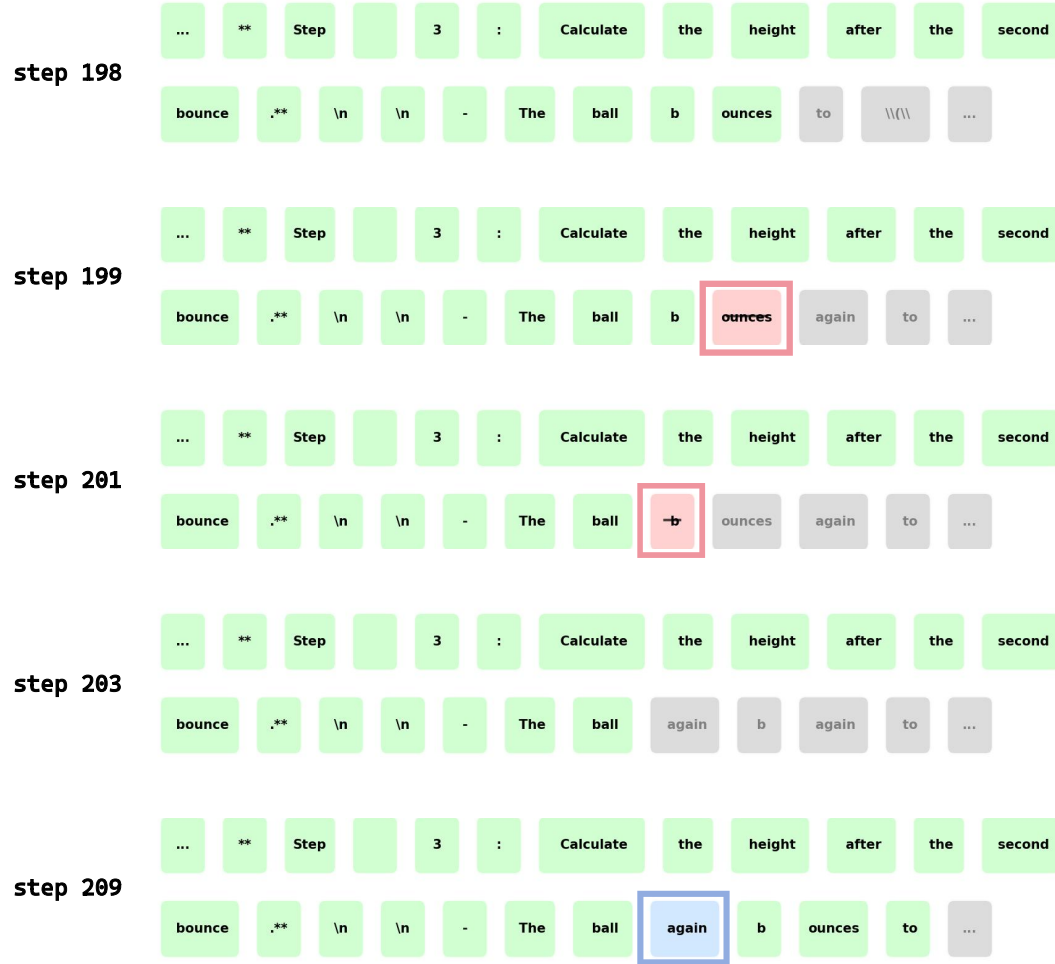 ... ** Step 3 : Calculate the height after the second
step 198
bounce .** \n \n - The ball b ounces to \\(\\ ...
... ** Step 3 : Calculate the height after the second
step 199
bounce .** \n \n - The ball b ounces again to ...
... ** Step 3 : Calculate the height after the second
step 201
bounce .** \n \n - The ball b ounces again to ...
... ** Step 3 : Calculate the height after the second
step 203
bounce .** \n \n - The ball again b again to ...
... ** Step 3 : Calculate the height after the second
step 209
bounce .** \n \n - The ball again b ounces to ...